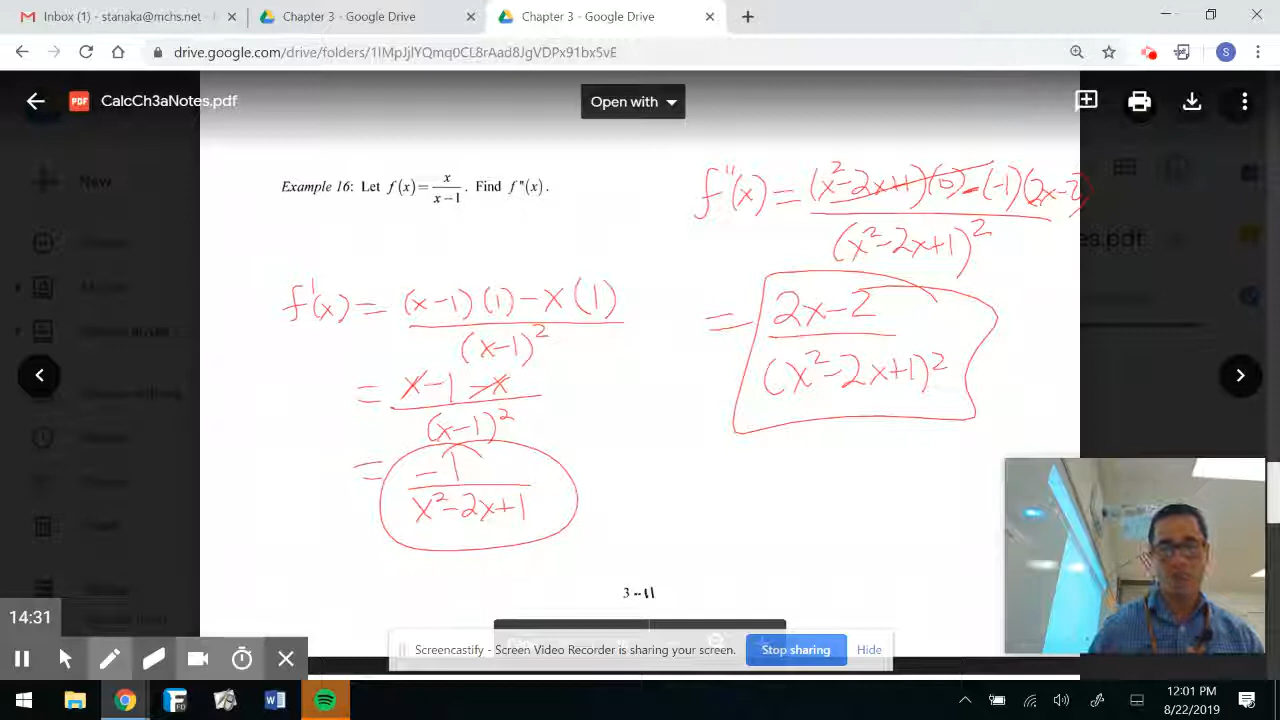 Inbox (1) - stanaka@mchs.net - G
Chapter 3 - Google Drive
Chapter 3 - Google Drive
drive.google.com/drive/folders/
CalcCh3aNotes.pdf
Open with
New
Example 16: Let f(x) = x/(x−1). Find f"(x).
f'(x) = ((x-1)(1) - x(1))/(x-1)²
= (x-1-x)/(x-1)²
= -1/(x²-2x+1)
f"(x) = ((x²-2x+1)(0) - (-1)(2x-2))/(x²-2x+1)²
= (2x-2)/(x²-2x+1)²
3 -11
14:31
Screencastify - Screen Video Recorder is sharing your screen.
Stop sharing
Hide
12:01 PM
8/22/2019